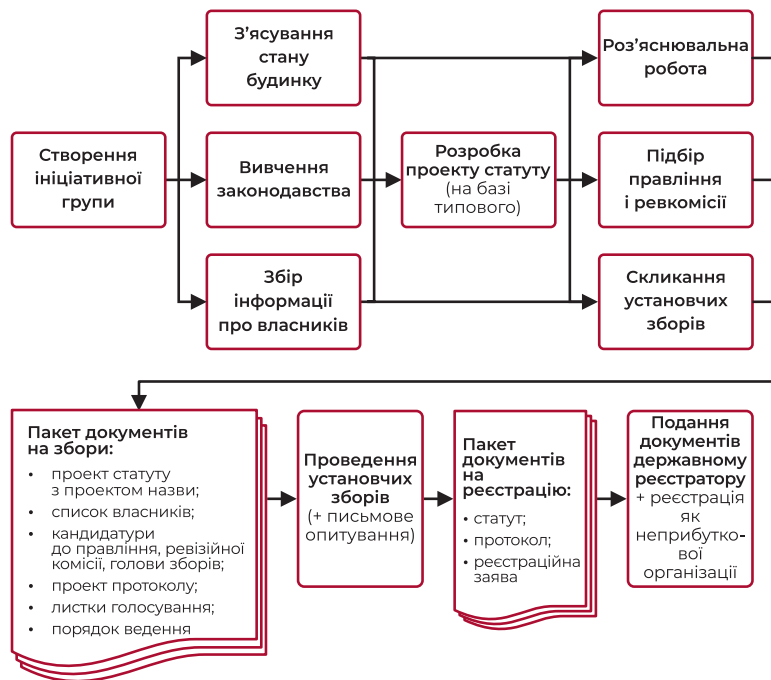 З’ясування
стану
будинку
Роз’яснювальна
робота
Створення
ініціативної
групи
Вивчення
законодавства
Розробка
проекту статуту
(на базі
типового)
Підбір
правління
і ревкомісії
Збір
інформації
про власників
Скликання
установчих
зборів
Пакет документів
на збори:
• проект статуту
з проектом назви;
• список власників;
• кандидатури
до правління, ревізійної
комісії, голови зборів;
• проект протоколу;
• листки голосування;
• порядок ведення
Проведення
установчих
зборів
(+ письмове
опитування)
Пакет
документів
на
реєстрацію:
• статут;
• протокол;
• реєстраційна
заява
Подання
документів
державному
реєстратору
+ реєстрація
як
неприбутко-
вої
організації